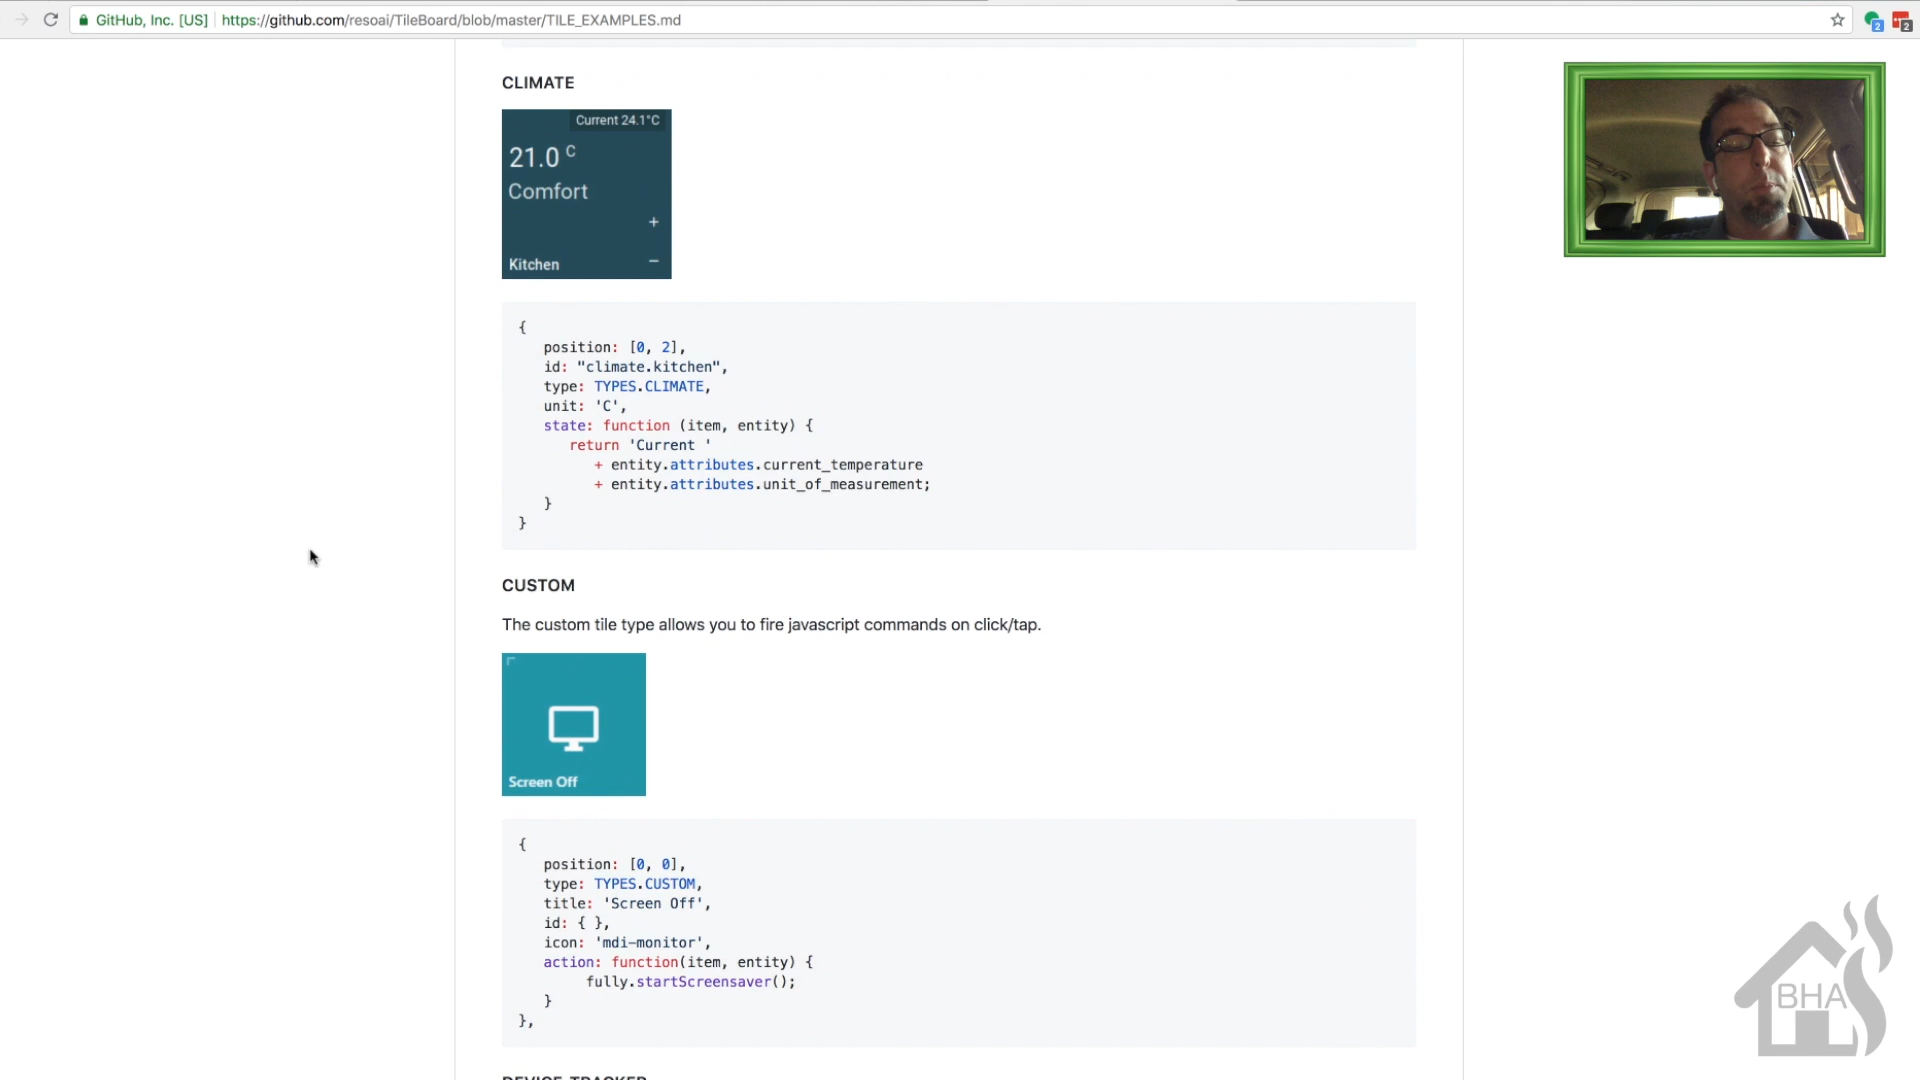 GitHub, Inc. [US] https://github.com/resoai/TileBoard/blob/master/TILE_EXAMPLES.md
2
2
CLIMATE
Current 24.1°C
21.0 C
Comfort
+
Kitchen −
{
position: [0, 2],
id: "climate.kitchen",
type: TYPES.CLIMATE,
unit: 'C',
state: function (item, entity) {
return 'Current '
+ entity.attributes.current_temperature
+ entity.attributes.unit_of_measurement;
}
}
CUSTOM
The custom tile type allows you to fire javascript commands on click/tap.
Screen Off
{
position: [0, 0],
type: TYPES.CUSTOM,
title: 'Screen Off',
id: { },
icon: 'mdi-monitor',
action: function(item, entity) {
fully.startScreensaver();
}
},
DEVICE_TRACKER
BHA